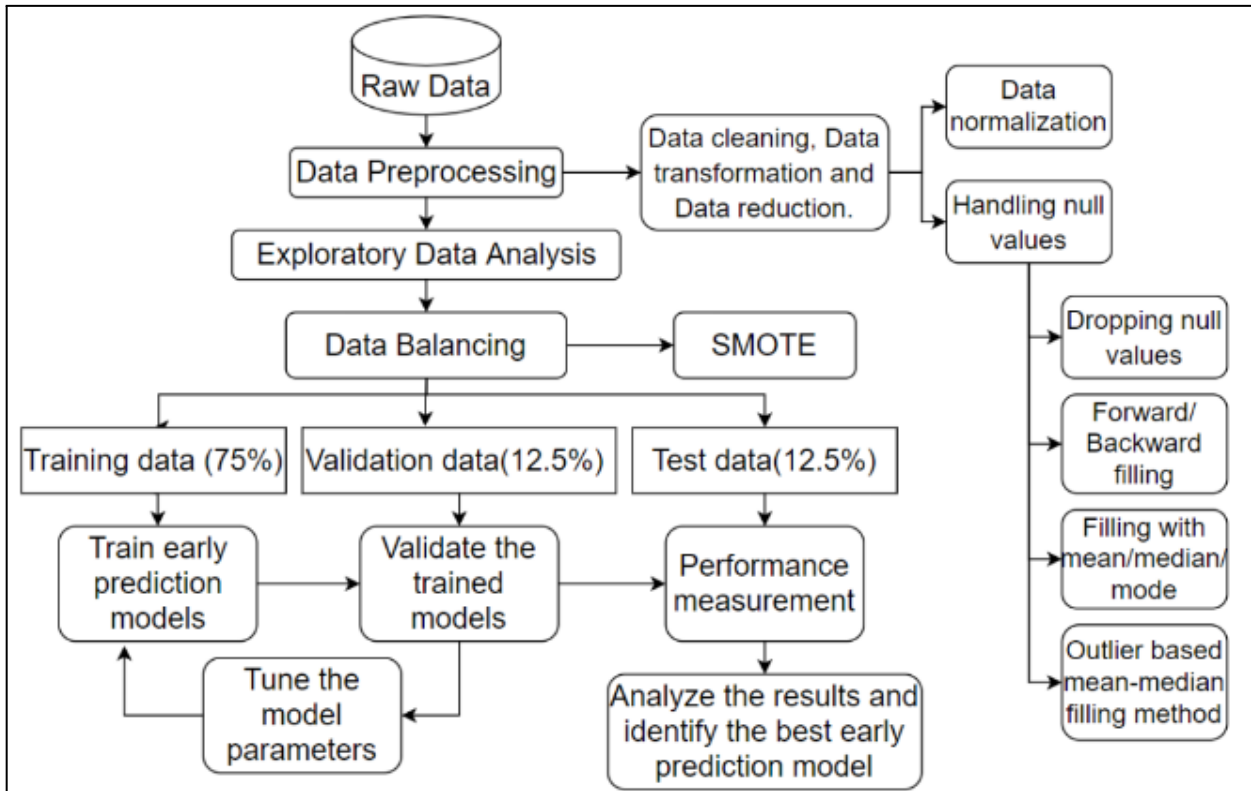 Raw Data
Data Preprocessing
Data cleaning, Data
transformation and
Data reduction.
Data
normalization
Handling null
values
Exploratory Data Analysis
Data Balancing
SMOTE
Dropping null
values
Forward/
Backward
filling
Filling with
mean/median/
mode
Outlier based
mean-median
filling method
Training data (75%)
Validation data(12.5%)
Test data(12.5%)
Train early
prediction
models
Validate the
trained
models
Performance
measurement
Tune the
model
parameters
Analyze the results and
identify the best early
prediction model